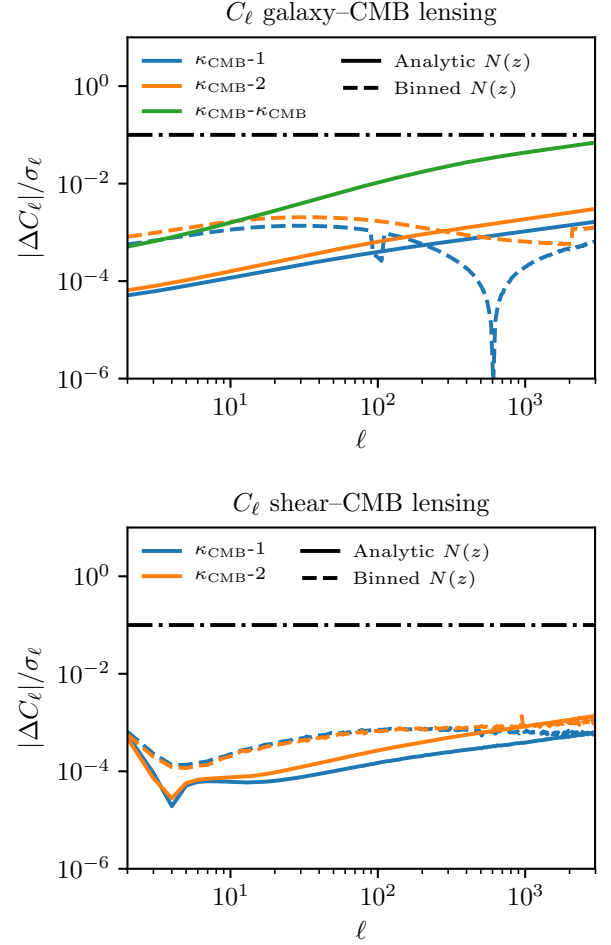 C_ℓ galaxy–CMB lensing
κ_CMB-1
κ_CMB-2
κ_CMB-κ_CMB
Analytic N(z)
Binned N(z)
|ΔC_ℓ|/σ_ℓ
10^0
10^−2
10^−4
10^−6
10^1 10^2 10^3
ℓ
C_ℓ shear–CMB lensing
κ_CMB-1
κ_CMB-2
Analytic N(z)
Binned N(z)
|ΔC_ℓ|/σ_ℓ
10^0
10^−2
10^−4
10^−6
10^1 10^2 10^3
ℓ